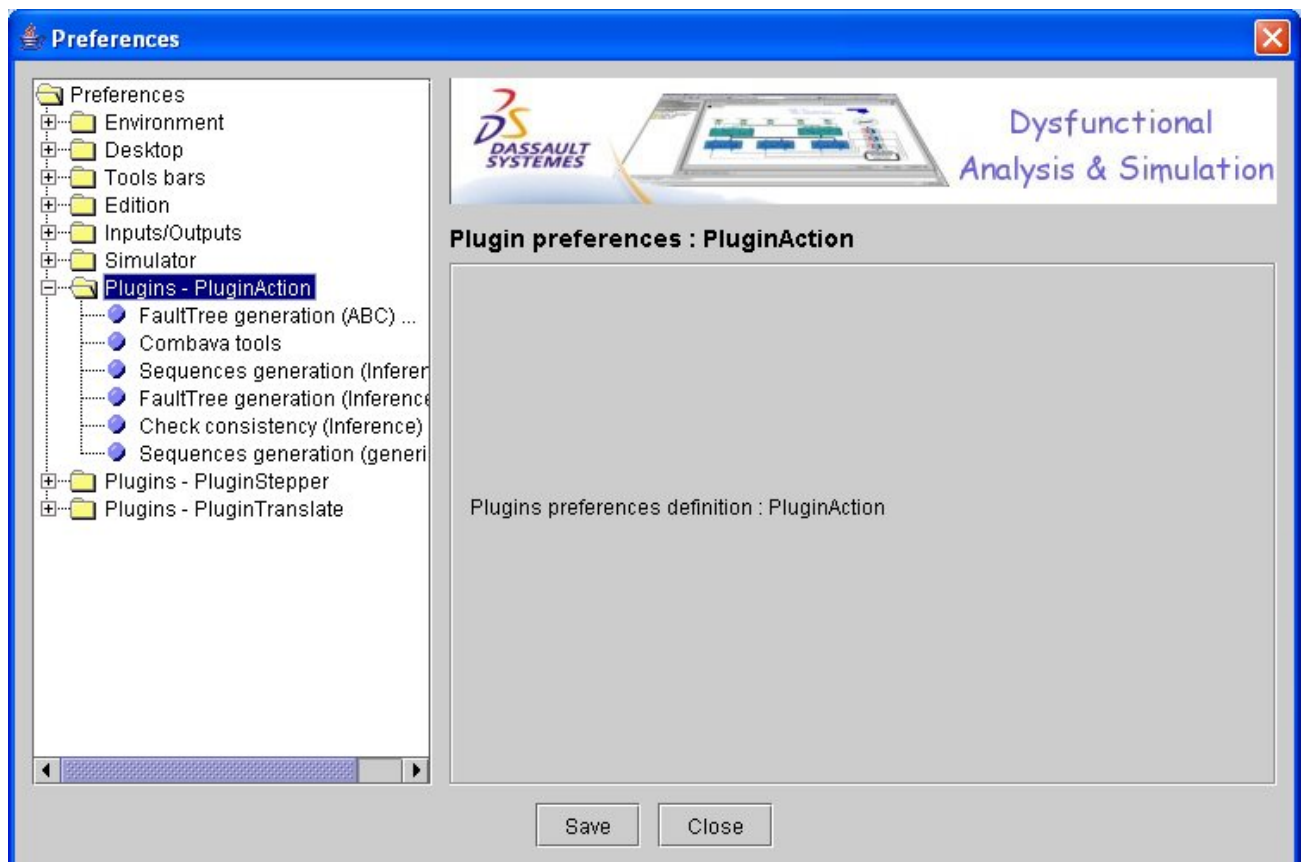 Preferences
Preferences
Environment
Desktop
Tools bars
Edition
Inputs/Outputs
Simulator
Plugins - PluginAction
FaultTree generation (ABC) ...
Combava tools
Sequences generation (Inferen
FaultTree generation (Inference
Check consistency (Inference)
Sequences generation (generi
Plugins - PluginStepper
Plugins - PluginTranslate
DASSAULT
SYSTEMES
Dysfunctional
Analysis & Simulation
Plugin preferences : PluginAction
Plugins preferences definition : PluginAction
Save
Close